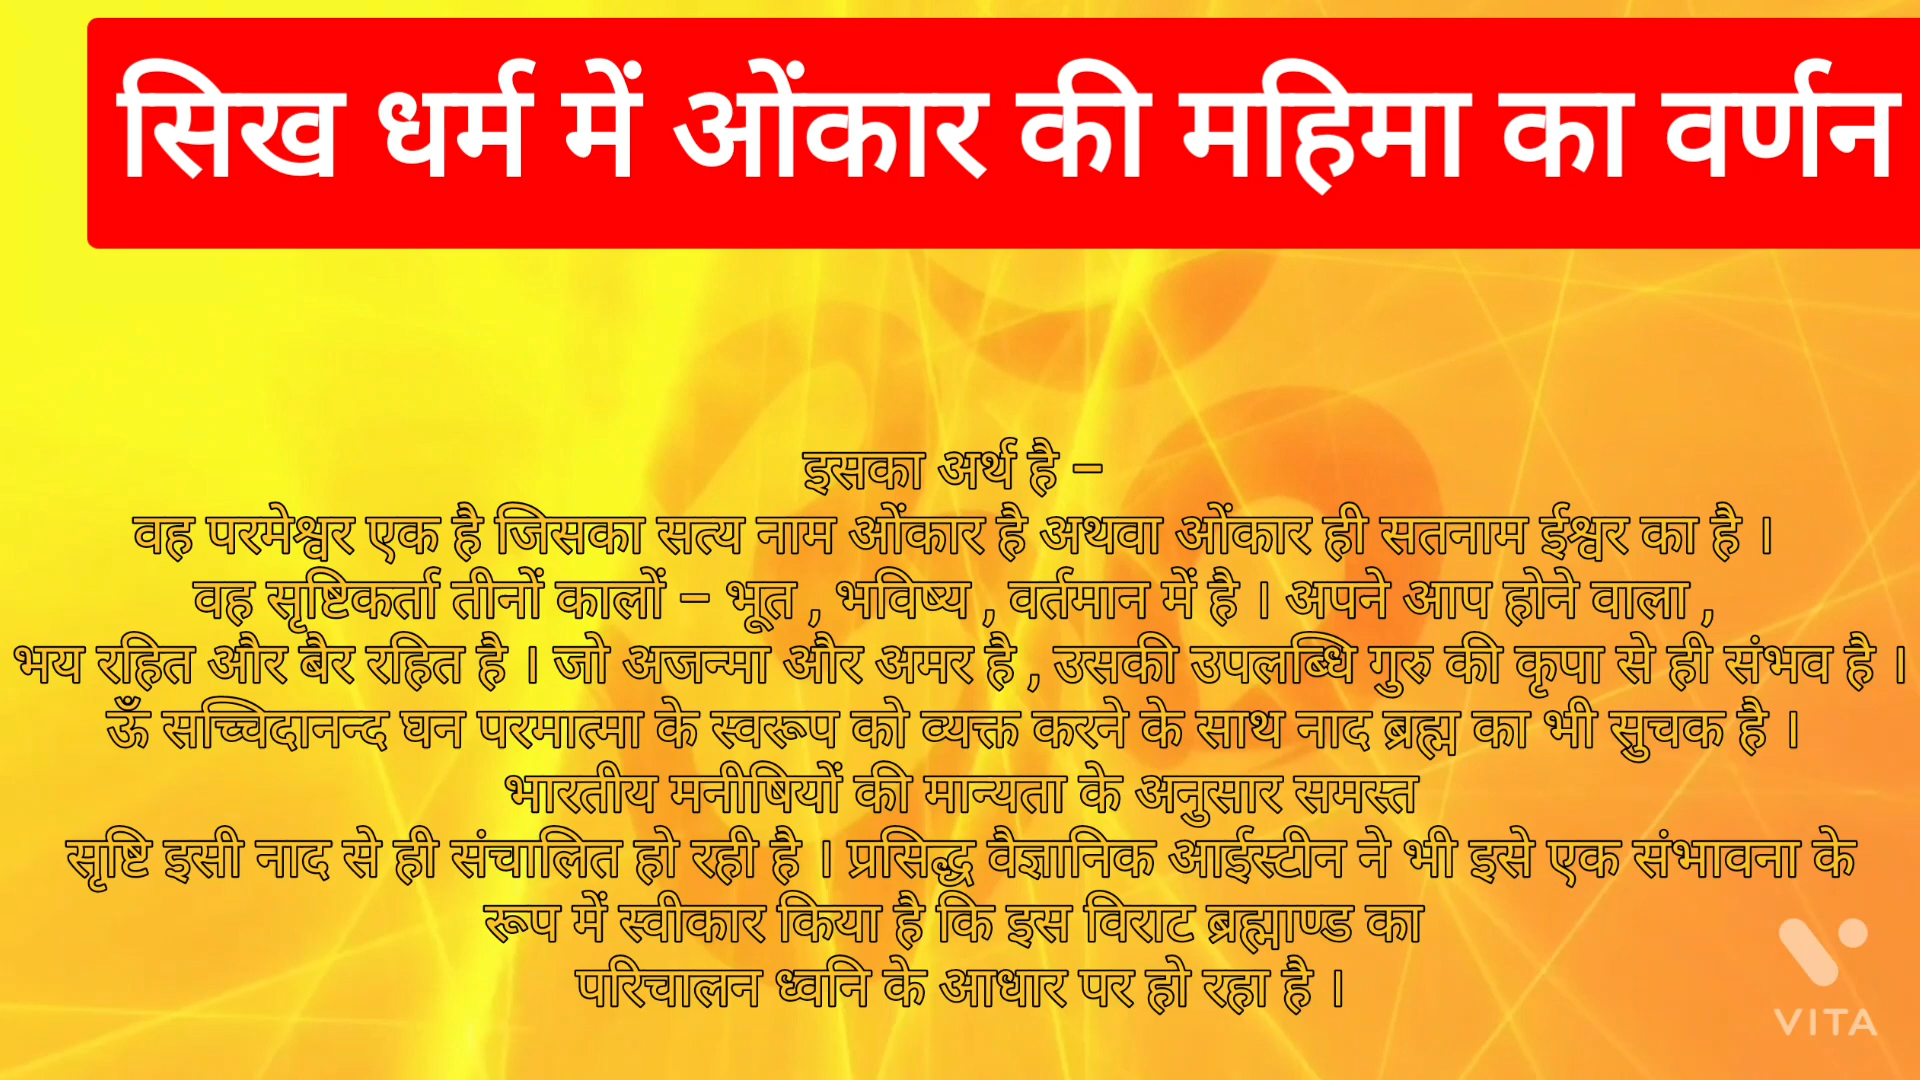 सिख धर्म में ओंकार की महिमा का वर्णन
इसका अर्थ है –
वह परमेश्वर एक है जिसका सत्य नाम ओंकार है अथवा ओंकार ही सतनाम ईश्वर का है ।
वह सृष्टिकर्ता तीनों कालों – भूत , भविष्य , वर्तमान में है । अपने आप होने वाला ,
भय रहित और बैर रहित है । जो अजन्मा और अमर है , उसकी उपलब्धि गुरु की कृपा से ही संभव है ।
ऊँ सच्चिदानन्द घन परमात्मा के स्वरूप को व्यक्त करने के साथ नाद ब्रह्म का भी सुचक है ।
भारतीय मनीषियों की मान्यता के अनुसार समस्त
सृष्टि इसी नाद से ही संचालित हो रही है । प्रसिद्ध वैज्ञानिक आईस्टीन ने भी इसे एक संभावना के
रूप में स्वीकार किया है कि इस विराट ब्रह्माण्ड का
परिचालन ध्वनि के आधार पर हो रहा है ।
VITA